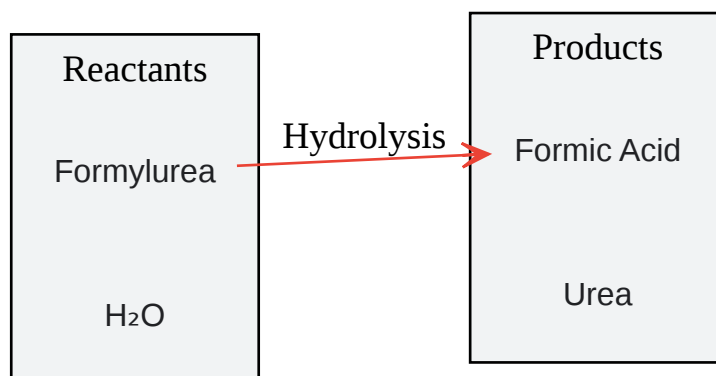 Reactants
Formylurea
H₂O
Hydrolysis
Products
Formic Acid
Urea